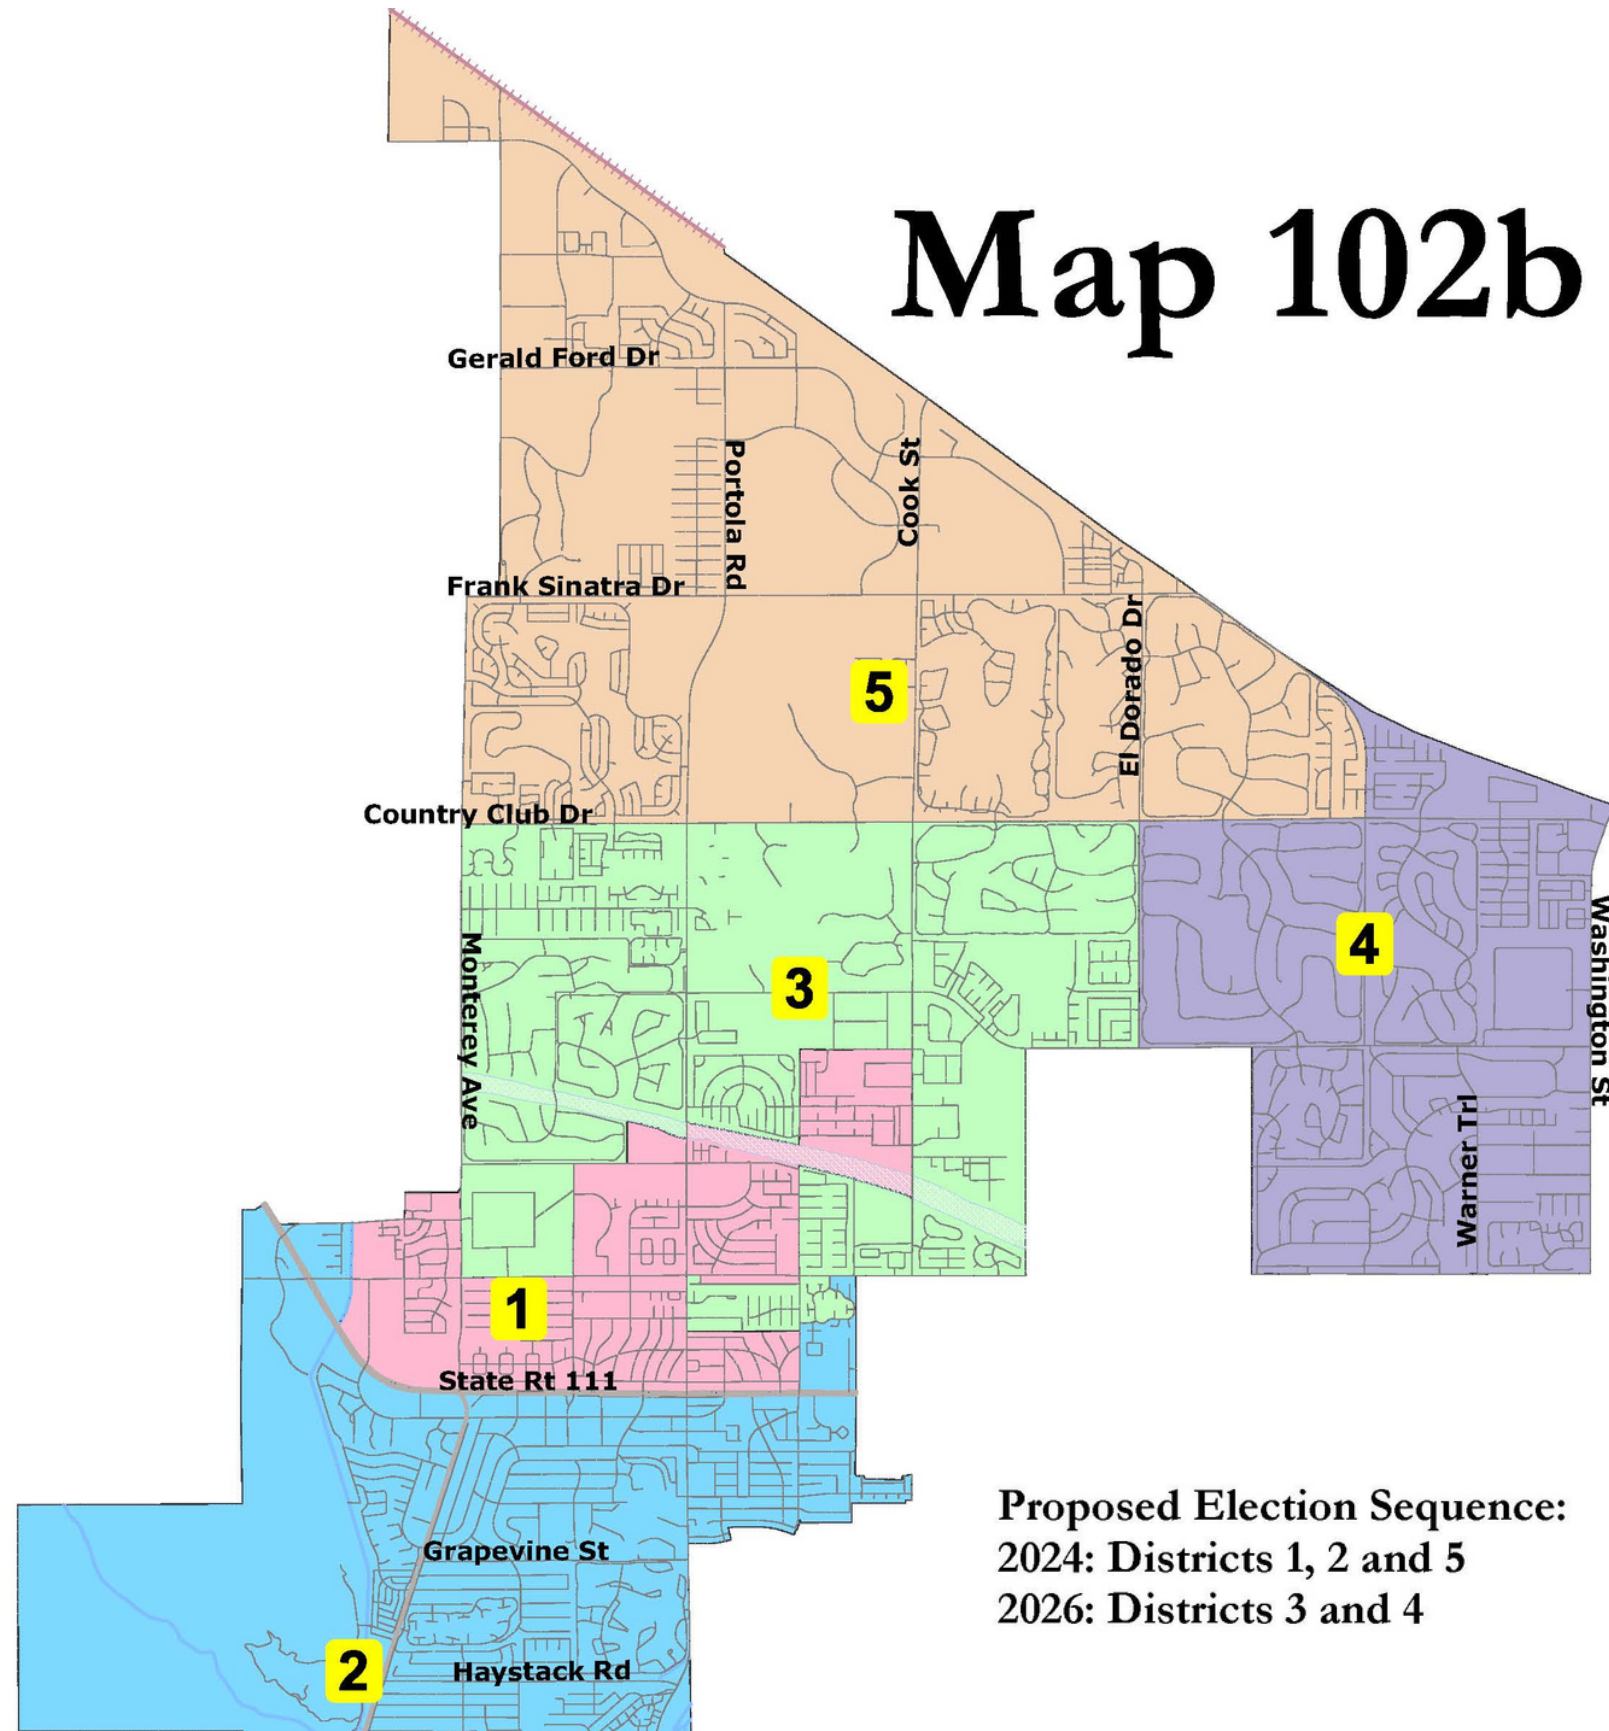 Map 102b
Gerald Ford Dr
Portola Rd
Cook St
Frank Sinatra Dr
El Dorado Dr
5
Country Club Dr
Monterey Ave
3
4
Washington St
Warner Trl
1
State Rt 111
Grapevine St
2
Haystack Rd
Proposed Election Sequence:
2024: Districts 1, 2 and 5
2026: Districts 3 and 4